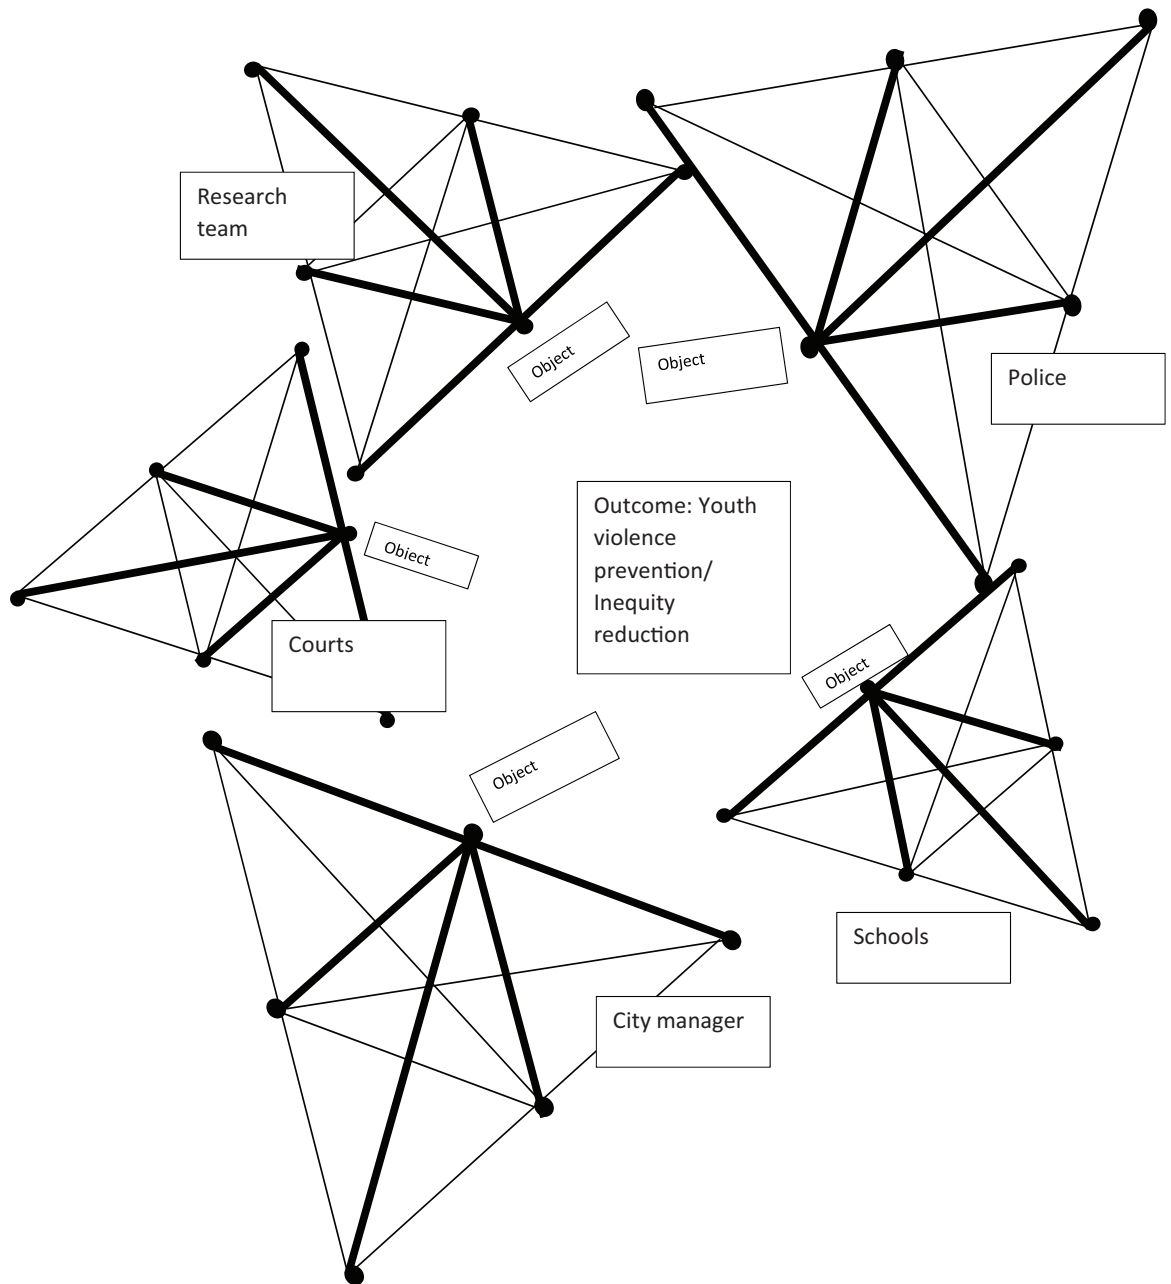 Research
team
Object
Object
Police
Outcome: Youth
violence
prevention/
Inequity
reduction
Object
Courts
Object
Object
Schools
City manager